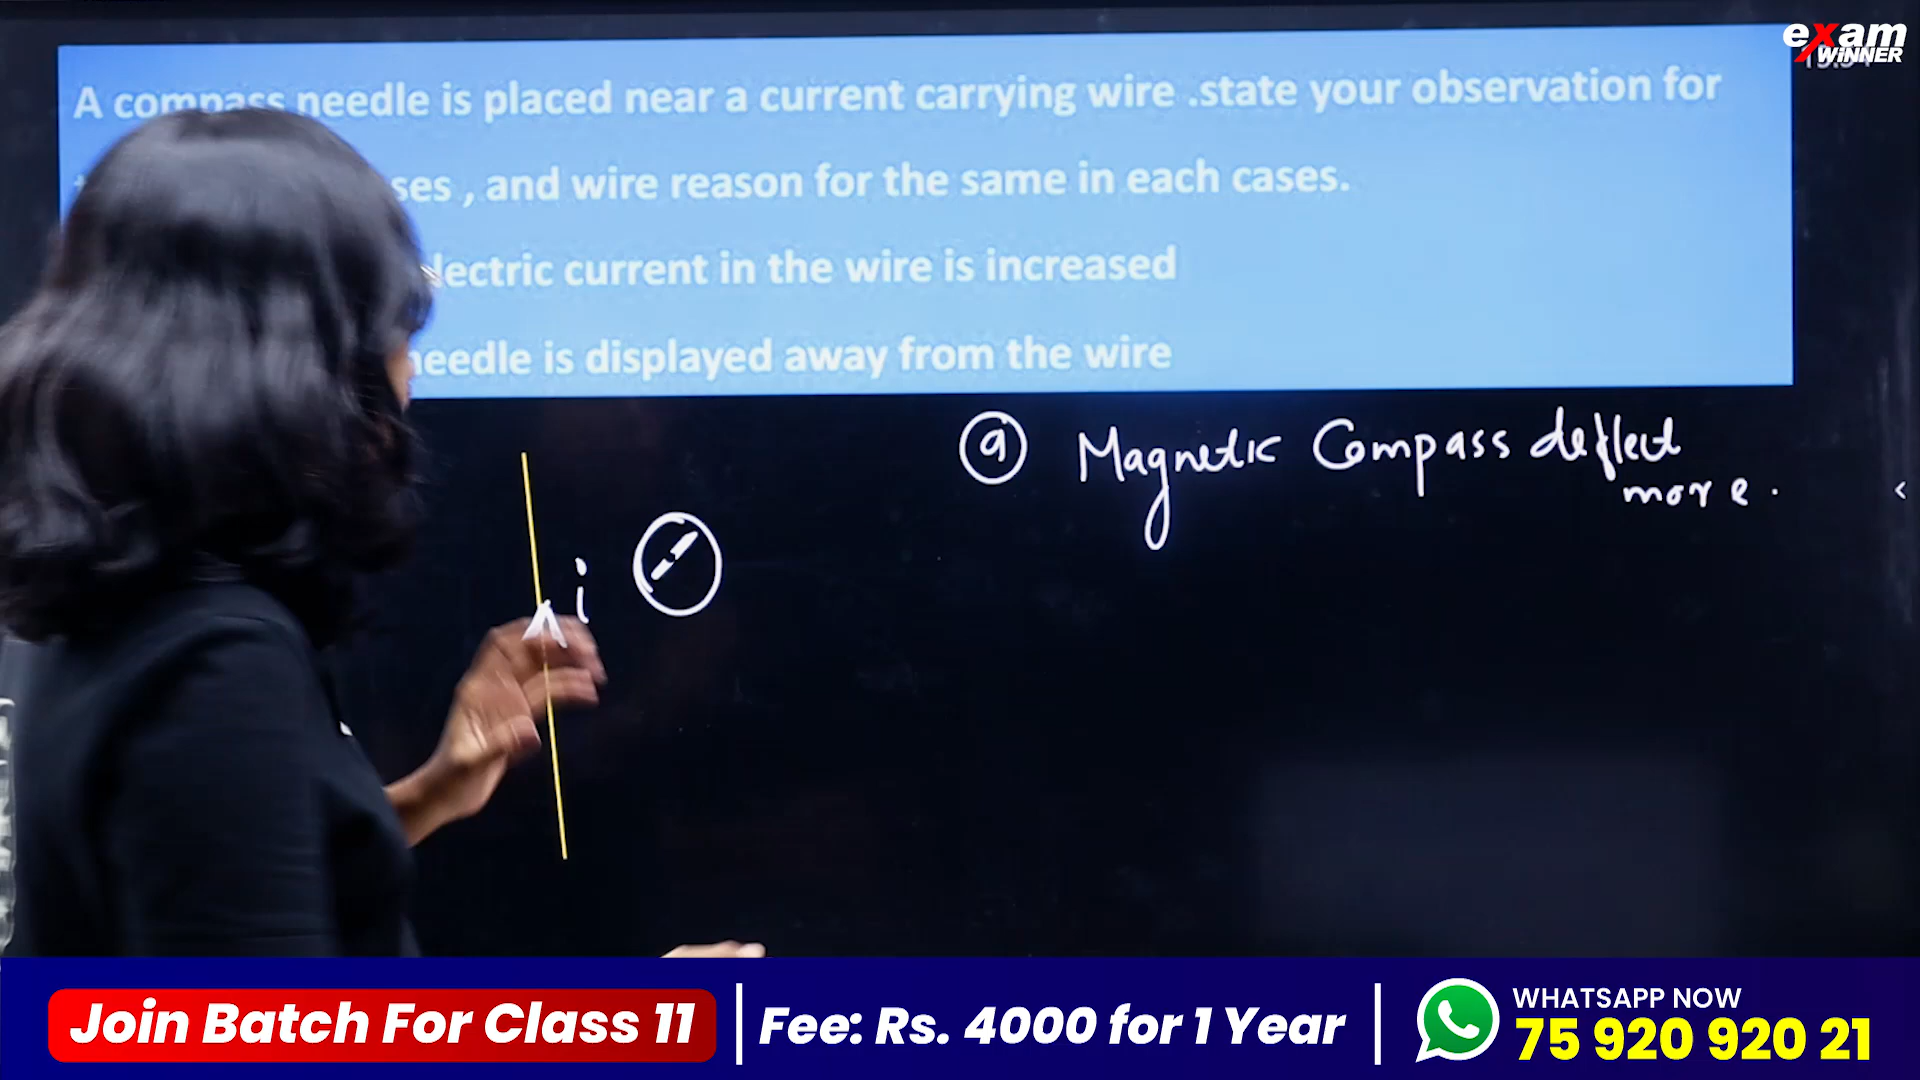 exam
WINNER
A compass needle is placed near a current carrying wire .state your observation for
ses , and wire reason for the same in each cases.
lectric current in the wire is increased
needle is displayed away from the wire
a Magnetic Compass deflect
more .
i
Join Batch For Class 11
Fee: Rs. 4000 for 1 Year
WHATSAPP NOW
75 920 920 21